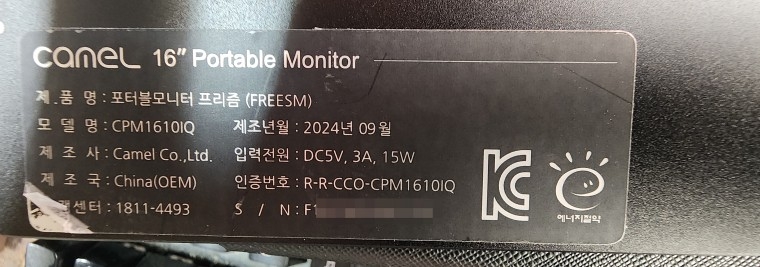 camel 16" Portable Monitor
제 품 명 : 포터블모니터 프리즘 (FREESM)
모 델 명 : CPM1610IQ 제조년월 : 2024년 09월
제 조 사 : Camel Co.,Ltd. 입력전원 : DC5V, 3A, 15W
제 조 국 : China(OEM) 인증번호 : R-R-CCO-CPM1610IQ
객센터 : 1811-4493 S / N : F1
에너지절약